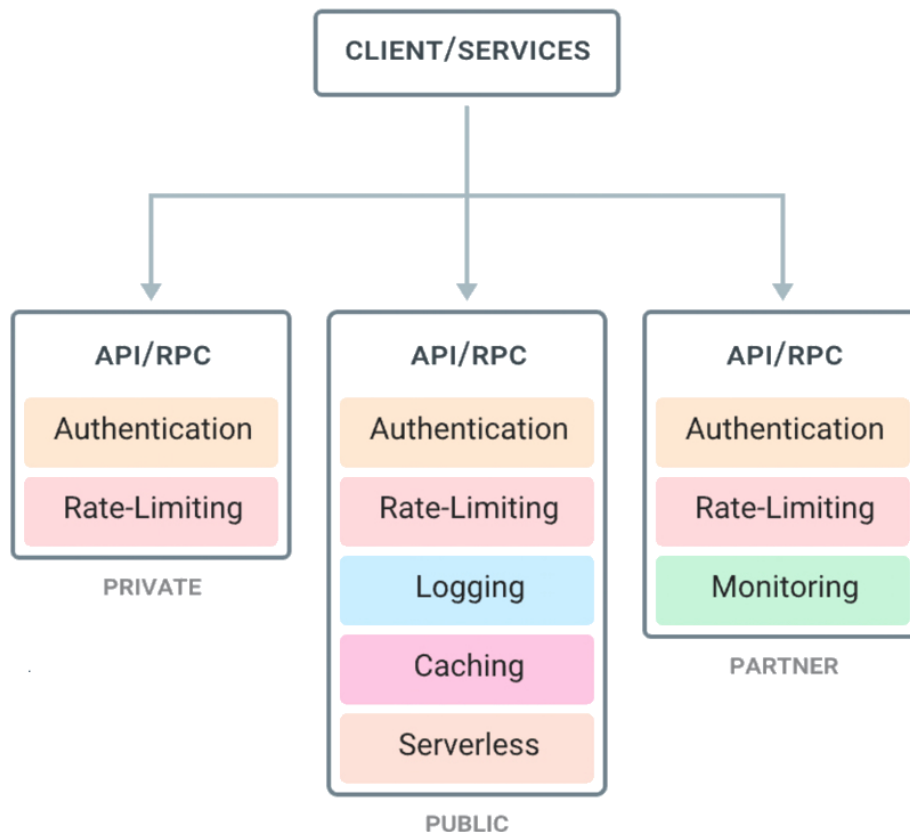 CLIENT/SERVICES
API/RPC
Authentication
Rate-Limiting
PRIVATE
API/RPC
Authentication
Rate-Limiting
Logging
Caching
Serverless
PUBLIC
API/RPC
Authentication
Rate-Limiting
Monitoring
PARTNER